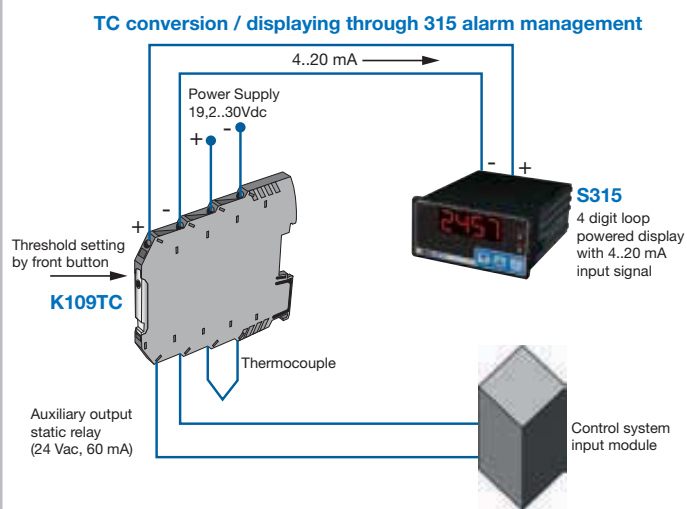 TC conversion / displaying through 315 alarm management
4..20 mA
Power Supply
19,2..30Vdc
+
-
-
+
+
-
S315
4 digit loop
powered display
with 4..20 mA
input signal
2457
Threshold setting
by front button
K109TC
Thermocouple
Auxiliary output
static relay
(24 Vac, 60 mA)
Control system
input module